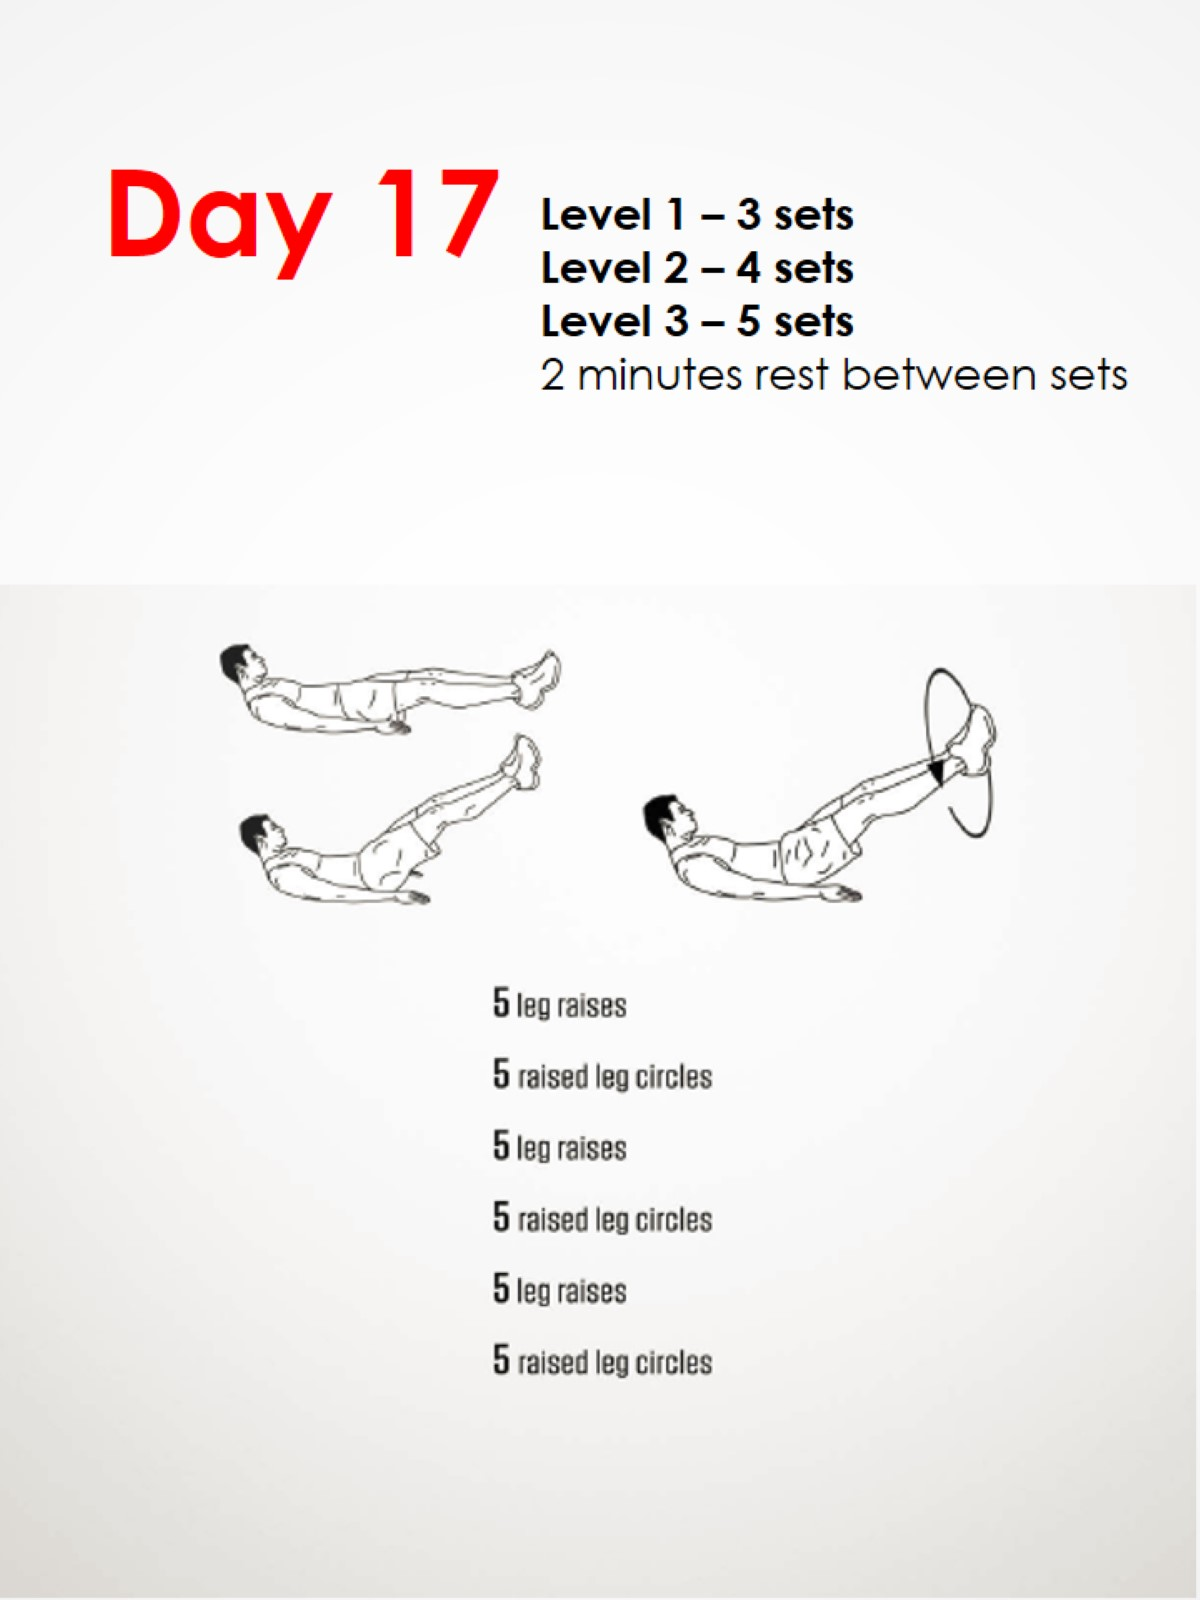 Day 17
Level 1 – 3 sets
Level 2 – 4 sets
Level 3 – 5 sets
2 minutes rest between sets
5 leg raises
5 raised leg circles
5 leg raises
5 raised leg circles
5 leg raises
5 raised leg circles